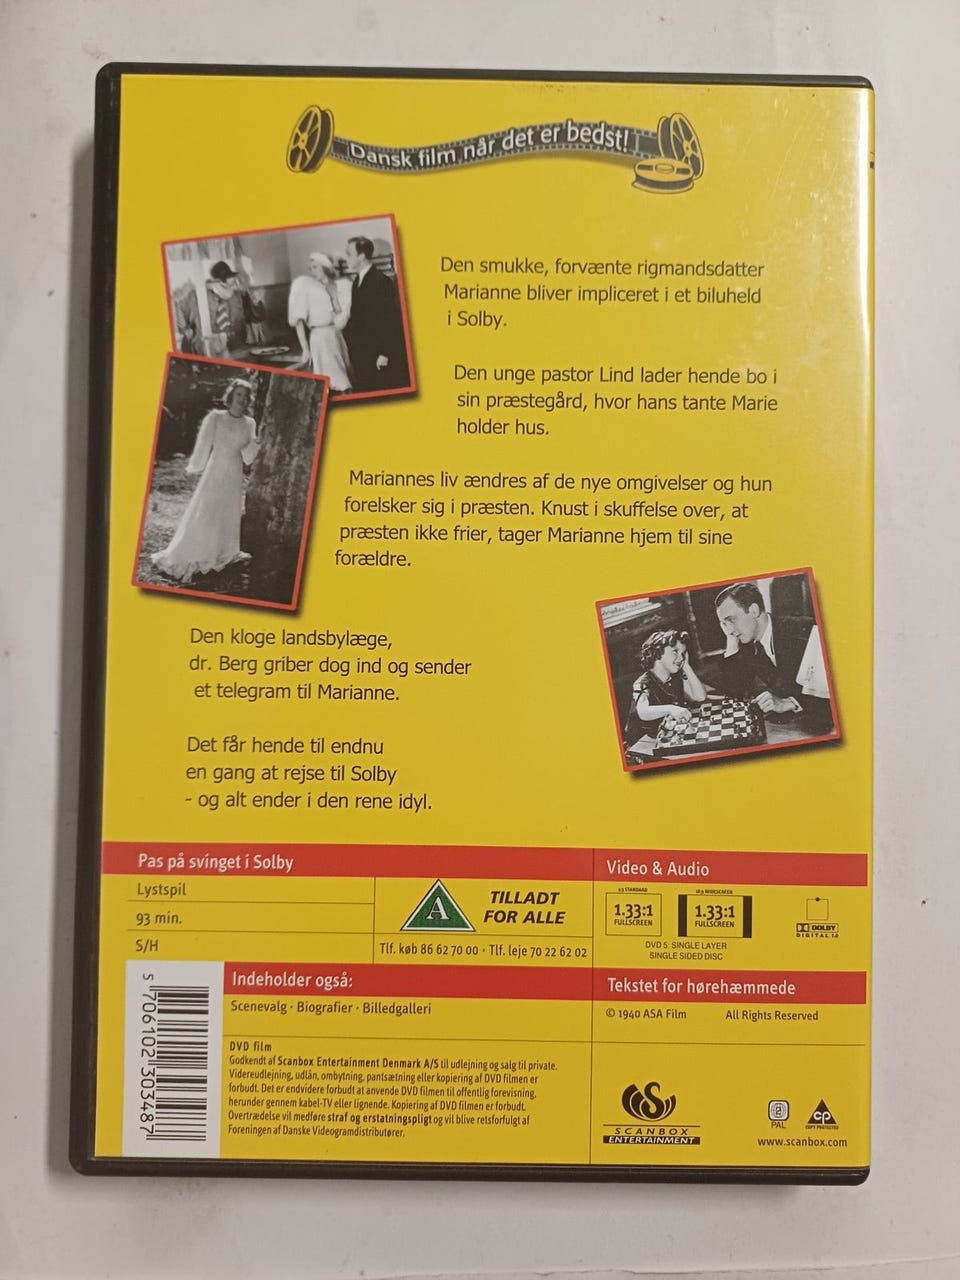 Dansk film når det er bedst!
Den smukke, forvænte rigmandsdatter
Marianne bliver impliceret i et biluheld
i Solby.
Den unge pastor Lind lader hende bo i
sin præstegård, hvor hans tante Marie
holder hus.
Mariannes liv ændres af de nye omgivelser og hun
forelsker sig i præsten. Knust i skuffelse over, at
præsten ikke frier, tager Marianne hjem til sine
forældre.
Den kloge landsbylæge,
dr. Berg griber dog ind og sender
et telegram til Marianne.
Det får hende til endnu
en gang at rejse til Solby
- og alt ender i den rene idyl.
Pas på svinget i Solby
Lystspil
93 min.
S/H
A
TILLADT
FOR ALLE
Tlf. køb 86 62 70 00 · Tlf. leje 70 22 62 02
Video & Audio
4:3 STANDARD
1.33:1
FULLSCREEN
16:9 WIDESCREEN
1.33:1
FULLSCREEN
DVD 5: SINGLE LAYER
SINGLE SIDED DISC
DOLBY
DIGITAL 1.0
Indeholder også:
Scenevalg · Biografier · Billedgalleri
Tekstet for hørehæmmede
© 1940 ASA Film All Rights Reserved
DVD film
Godkendt af Scanbox Entertainment Denmark A/S til udlejning og salg til private.
Videreudlejning, udlån, ombytning, pantsætning eller kopiering af DVD filmen er
forbudt. Det er endvidere forbudt at anvende DVD filmen til offentlig forevisning,
herunder gennem kabel-TV eller lignende. Kopiering af DVD filmen er forbudt.
Overtrædelse vil medføre straf og erstatningspligt og vil blive retsforfulgt af
Foreningen af Danske Videogramdistributører.
5 706102 303487
S
SCANBOX
ENTERTAINMENT
2
PAL
CP
COPY PROTECTED
www.scanbox.com